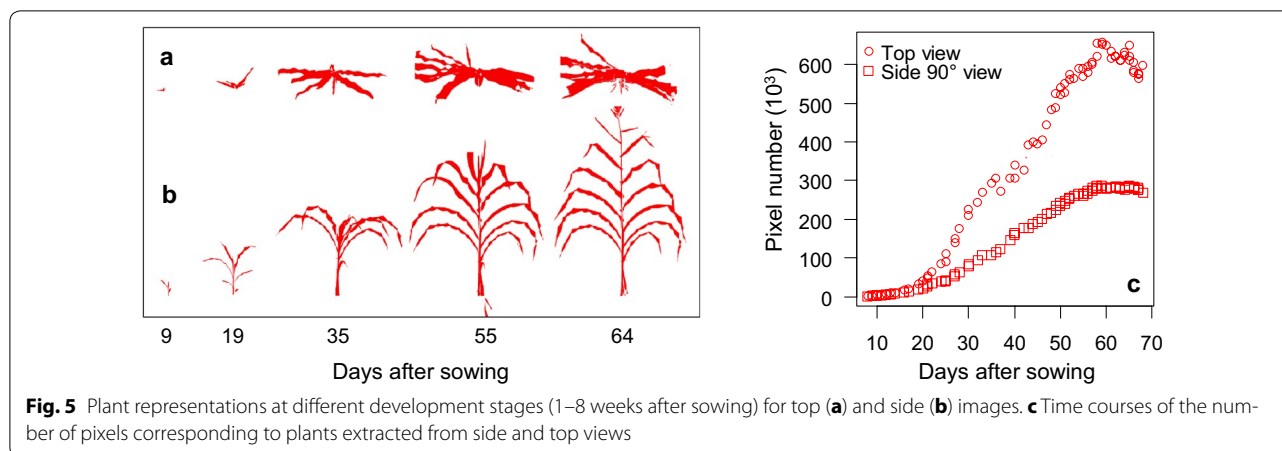 a
b
9 19 35 55 64
Days after sowing
Top view
Side 90° view
Pixel number (10³)
600
500
400
300
200
100
0
c
10 20 30 40 50 60 70
Days after sowing
Fig. 5 Plant representations at different development stages (1–8 weeks after sowing) for top (a) and side (b) images. c Time courses of the num-
ber of pixels corresponding to plants extracted from side and top views